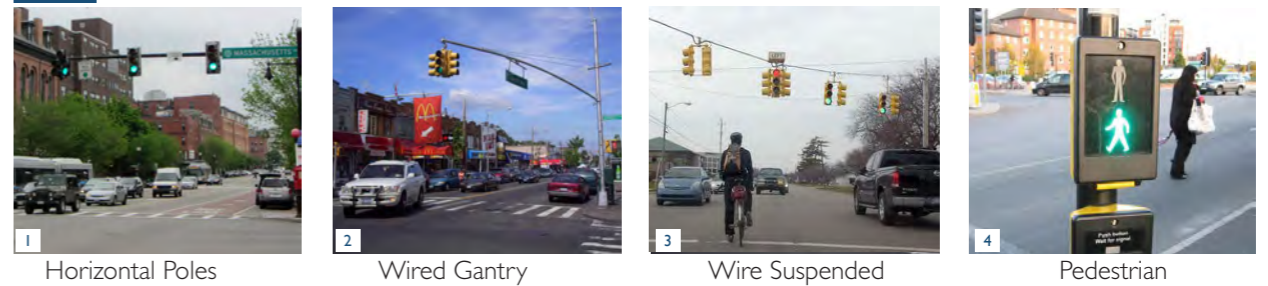 MASSACHUSETTS
1
2
3
Push button
Wait for signal
4
Horizontal Poles
Wired Gantry
Wire Suspended
Pedestrian